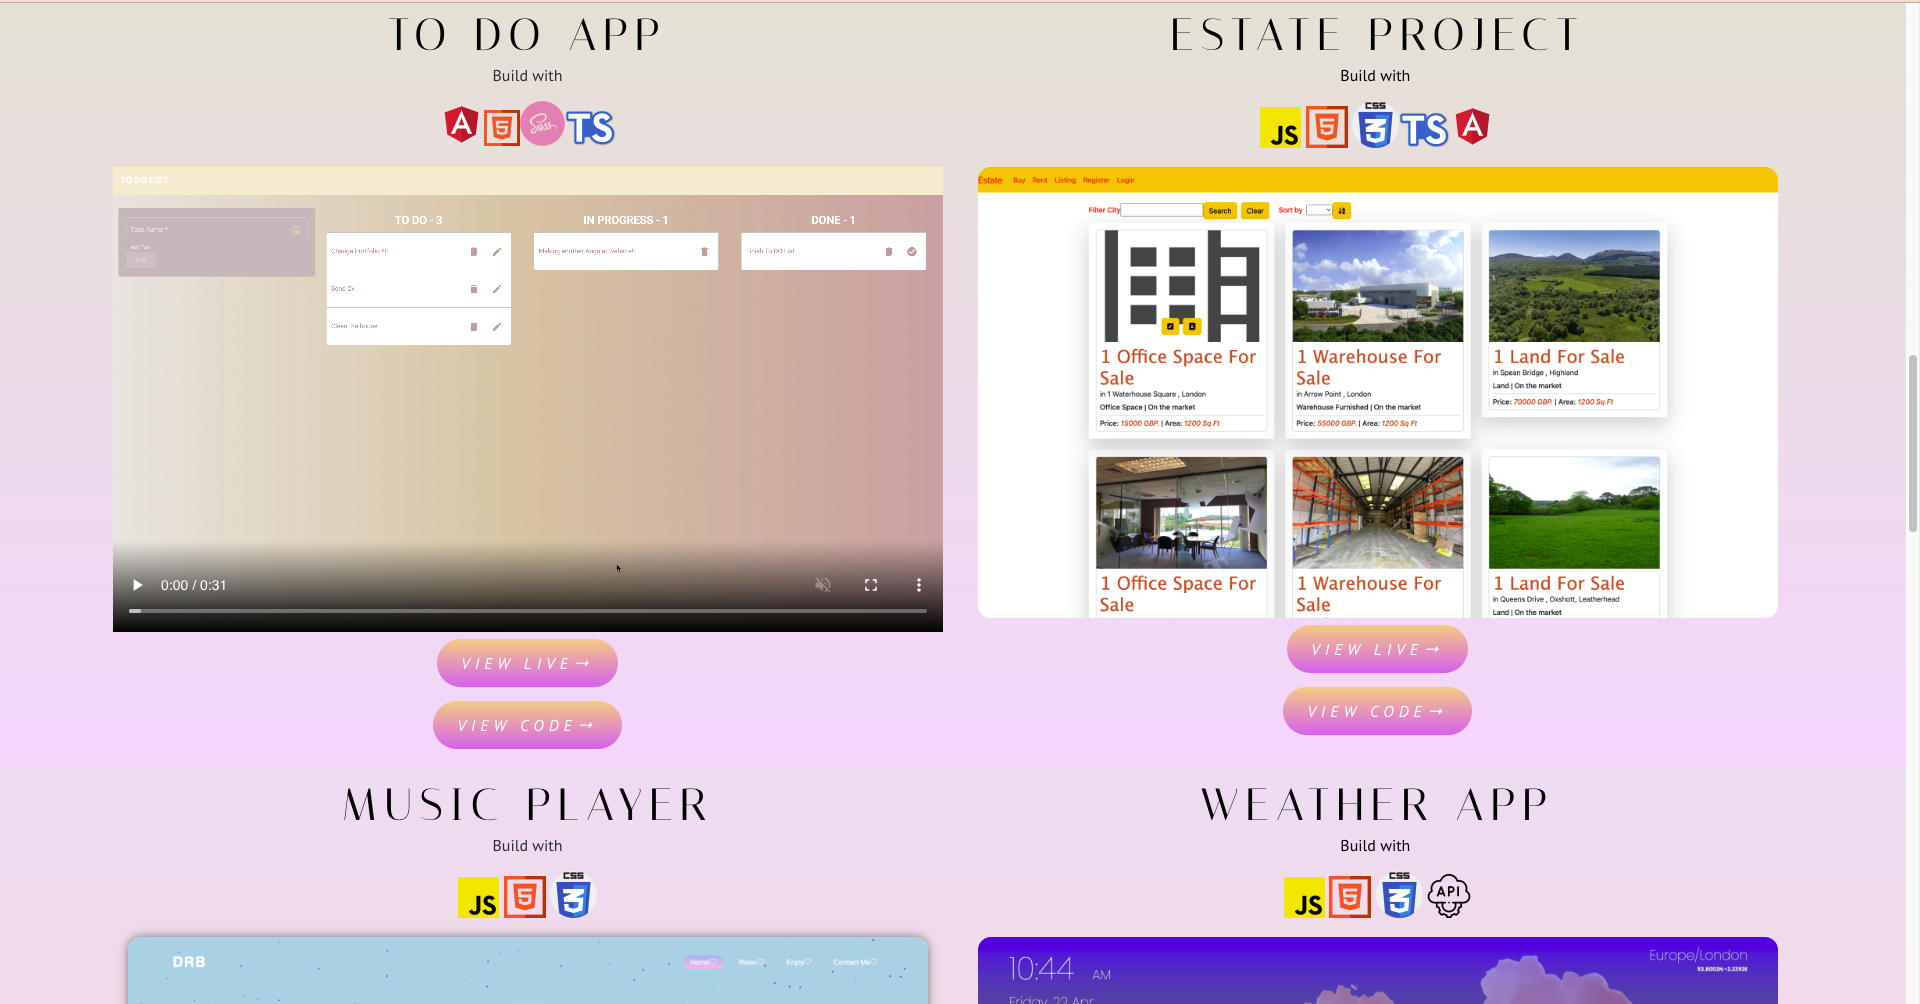 TO DO APP
Build with
A 5 Sass TS
TO DO LIST
Task Name *
Add Task
Add
TO DO - 3
Change Portfolio !!!
Send Cv
Clean the house
IN PROGRESS - 1
Making another Angular website!!
DONE - 1
Finish To DO List
0:00 / 0:31
VIEW LIVE→
VIEW CODE→
ESTATE PROJECT
Build with
JS 5 CSS 3 TS A
Estate Buy Rent Listing Register Login
Filter City Search Clear Sort by
1 Office Space For
Sale
in 1 Waterhouse Square , London
Office Space | On the market
Price: 15000 GBP. | Area: 1200 Sq Ft
1 Warehouse For
Sale
in Arrow Point , London
Warehouse Furnished | On the market
Price: 55000 GBP. | Area: 1200 Sq Ft
1 Land For Sale
in Spean Bridge , Highland
Land | On the market
Price: 70000 GBP. | Area: 1200 Sq Ft
1 Office Space For
Sale
1 Warehouse For
Sale
1 Land For Sale
in Queens Drive , Oxshott, Leatherhead
Land | On the market
VIEW LIVE→
VIEW CODE→
MUSIC PLAYER
Build with
JS 5 CSS 3
DRB
Home♡ Relax♡ Enjoy♡ Contact Me♡
WEATHER APP
Build with
JS 5 CSS 3 API
10:44 AM
Friday, 22 Apr
Europe/London
53.8002N -2.2392E